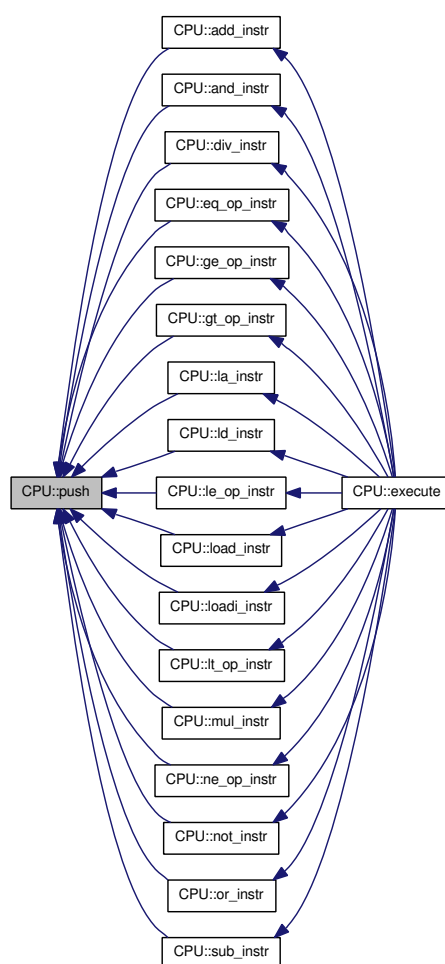 CPU::add_instr
CPU::and_instr
CPU::div_instr
CPU::eq_op_instr
CPU::ge_op_instr
CPU::gt_op_instr
CPU::la_instr
CPU::ld_instr
CPU::push
CPU::le_op_instr
CPU::execute
CPU::load_instr
CPU::loadi_instr
CPU::lt_op_instr
CPU::mul_instr
CPU::ne_op_instr
CPU::not_instr
CPU::or_instr
CPU::sub_instr